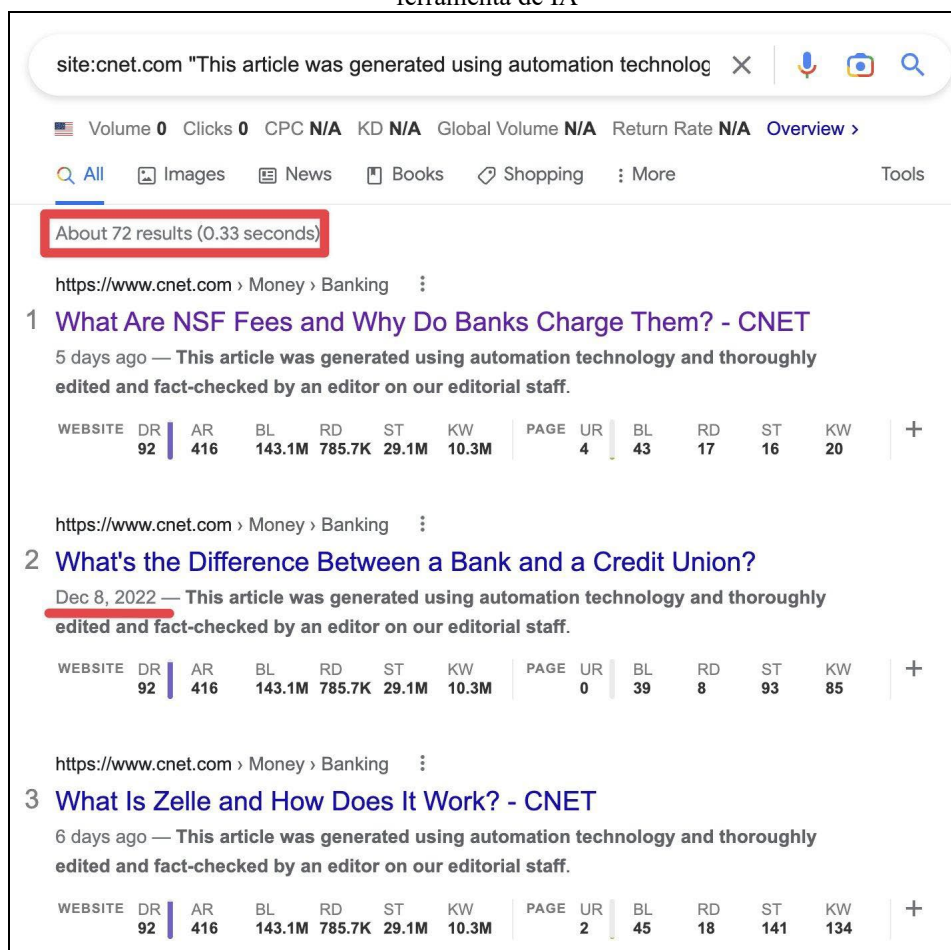 ferramenta de IA
site:cnet.com "This article was generated using automation technolog
Volume 0 Clicks 0 CPC N/A KD N/A Global Volume N/A Return Rate N/A Overview >
All Images News Books Shopping More Tools
About 72 results (0.33 seconds)
https://www.cnet.com › Money › Banking
1 What Are NSF Fees and Why Do Banks Charge Them? - CNET
5 days ago — This article was generated using automation technology and thoroughly
edited and fact-checked by an editor on our editorial staff.
WEBSITE DR AR BL RD ST KW PAGE UR BL RD ST KW
92 416 143.1M 785.7K 29.1M 10.3M 4 43 17 16 20
https://www.cnet.com › Money › Banking
2 What's the Difference Between a Bank and a Credit Union?
Dec 8, 2022 — This article was generated using automation technology and thoroughly
edited and fact-checked by an editor on our editorial staff.
WEBSITE DR AR BL RD ST KW PAGE UR BL RD ST KW
92 416 143.1M 785.7K 29.1M 10.3M 0 39 8 93 85
https://www.cnet.com › Money › Banking
3 What Is Zelle and How Does It Work? - CNET
6 days ago — This article was generated using automation technology and thoroughly
edited and fact-checked by an editor on our editorial staff.
WEBSITE DR AR BL RD ST KW PAGE UR BL RD ST KW
92 416 143.1M 785.7K 29.1M 10.3M 2 45 18 141 134